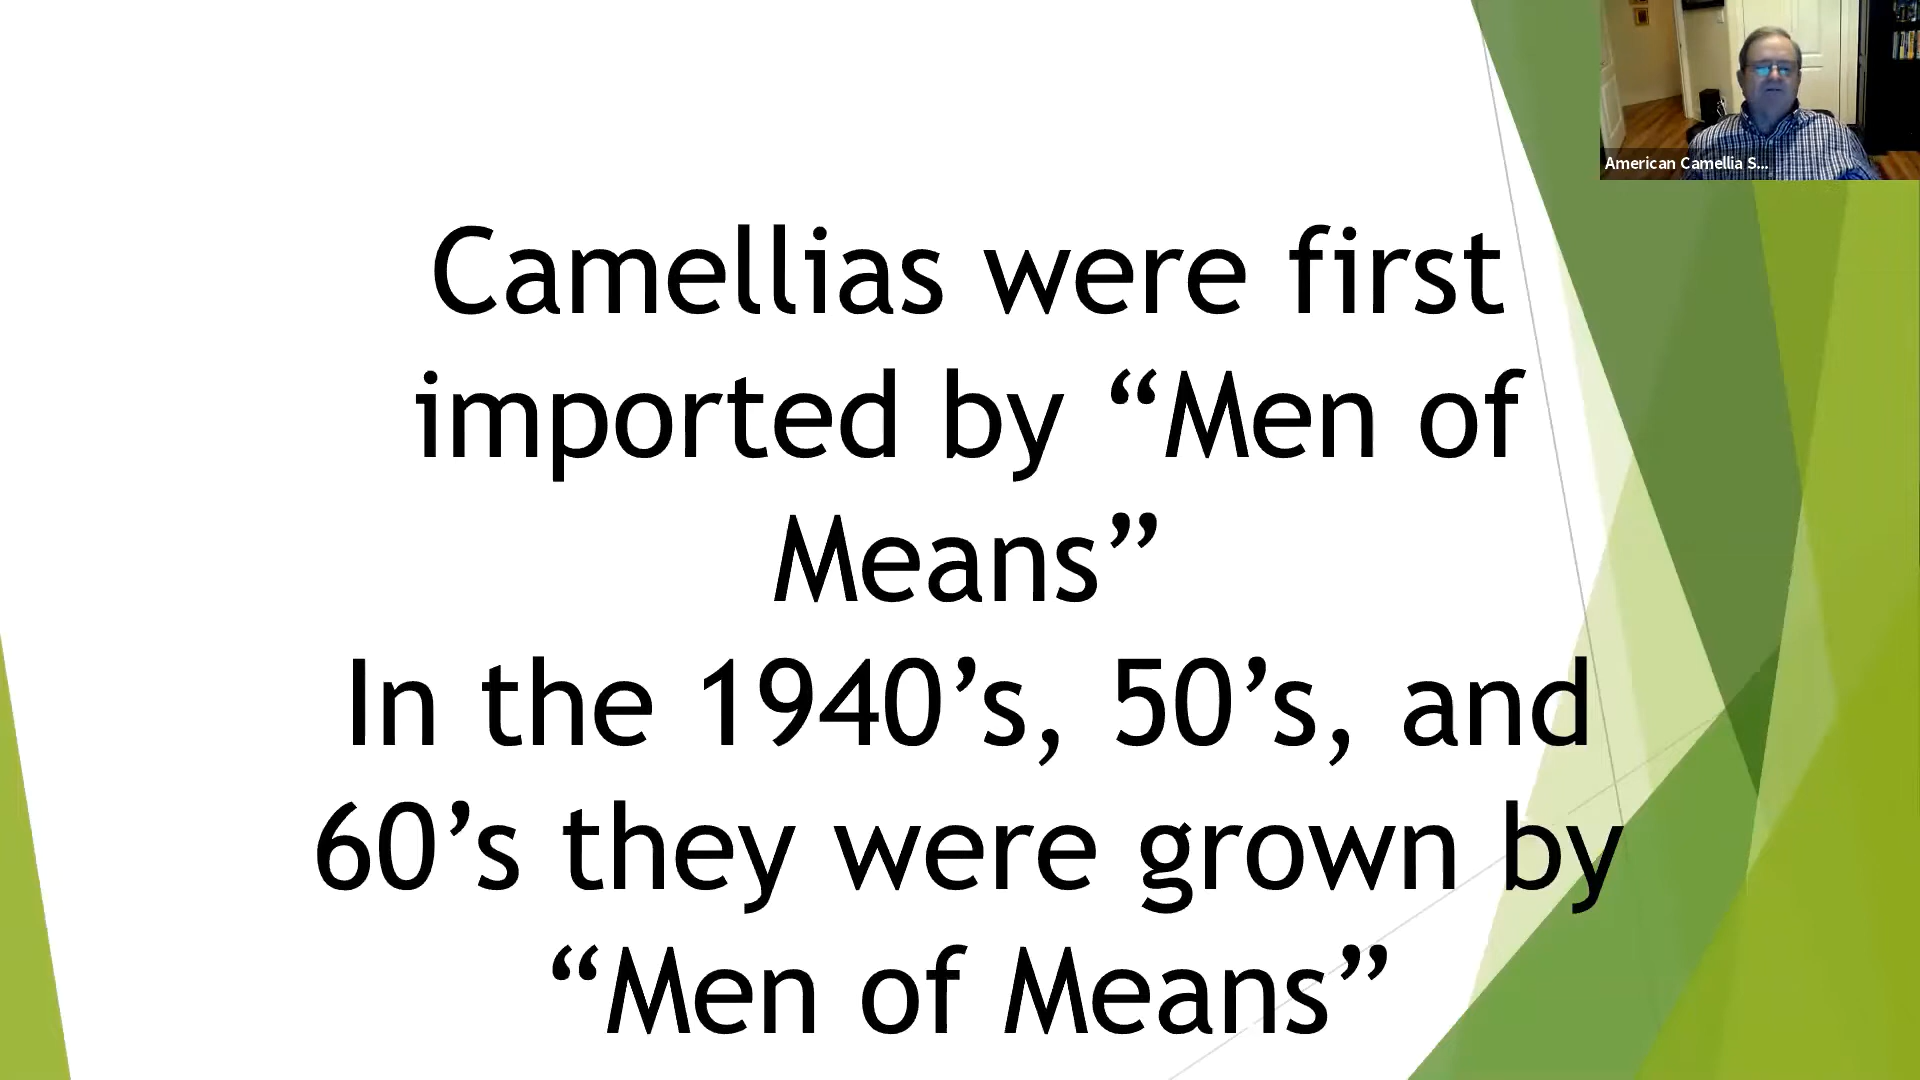 American Camellia S...
Camellias were first
imported by “Men of
Means”
In the 1940’s, 50’s, and
60’s they were grown by
“Men of Means”